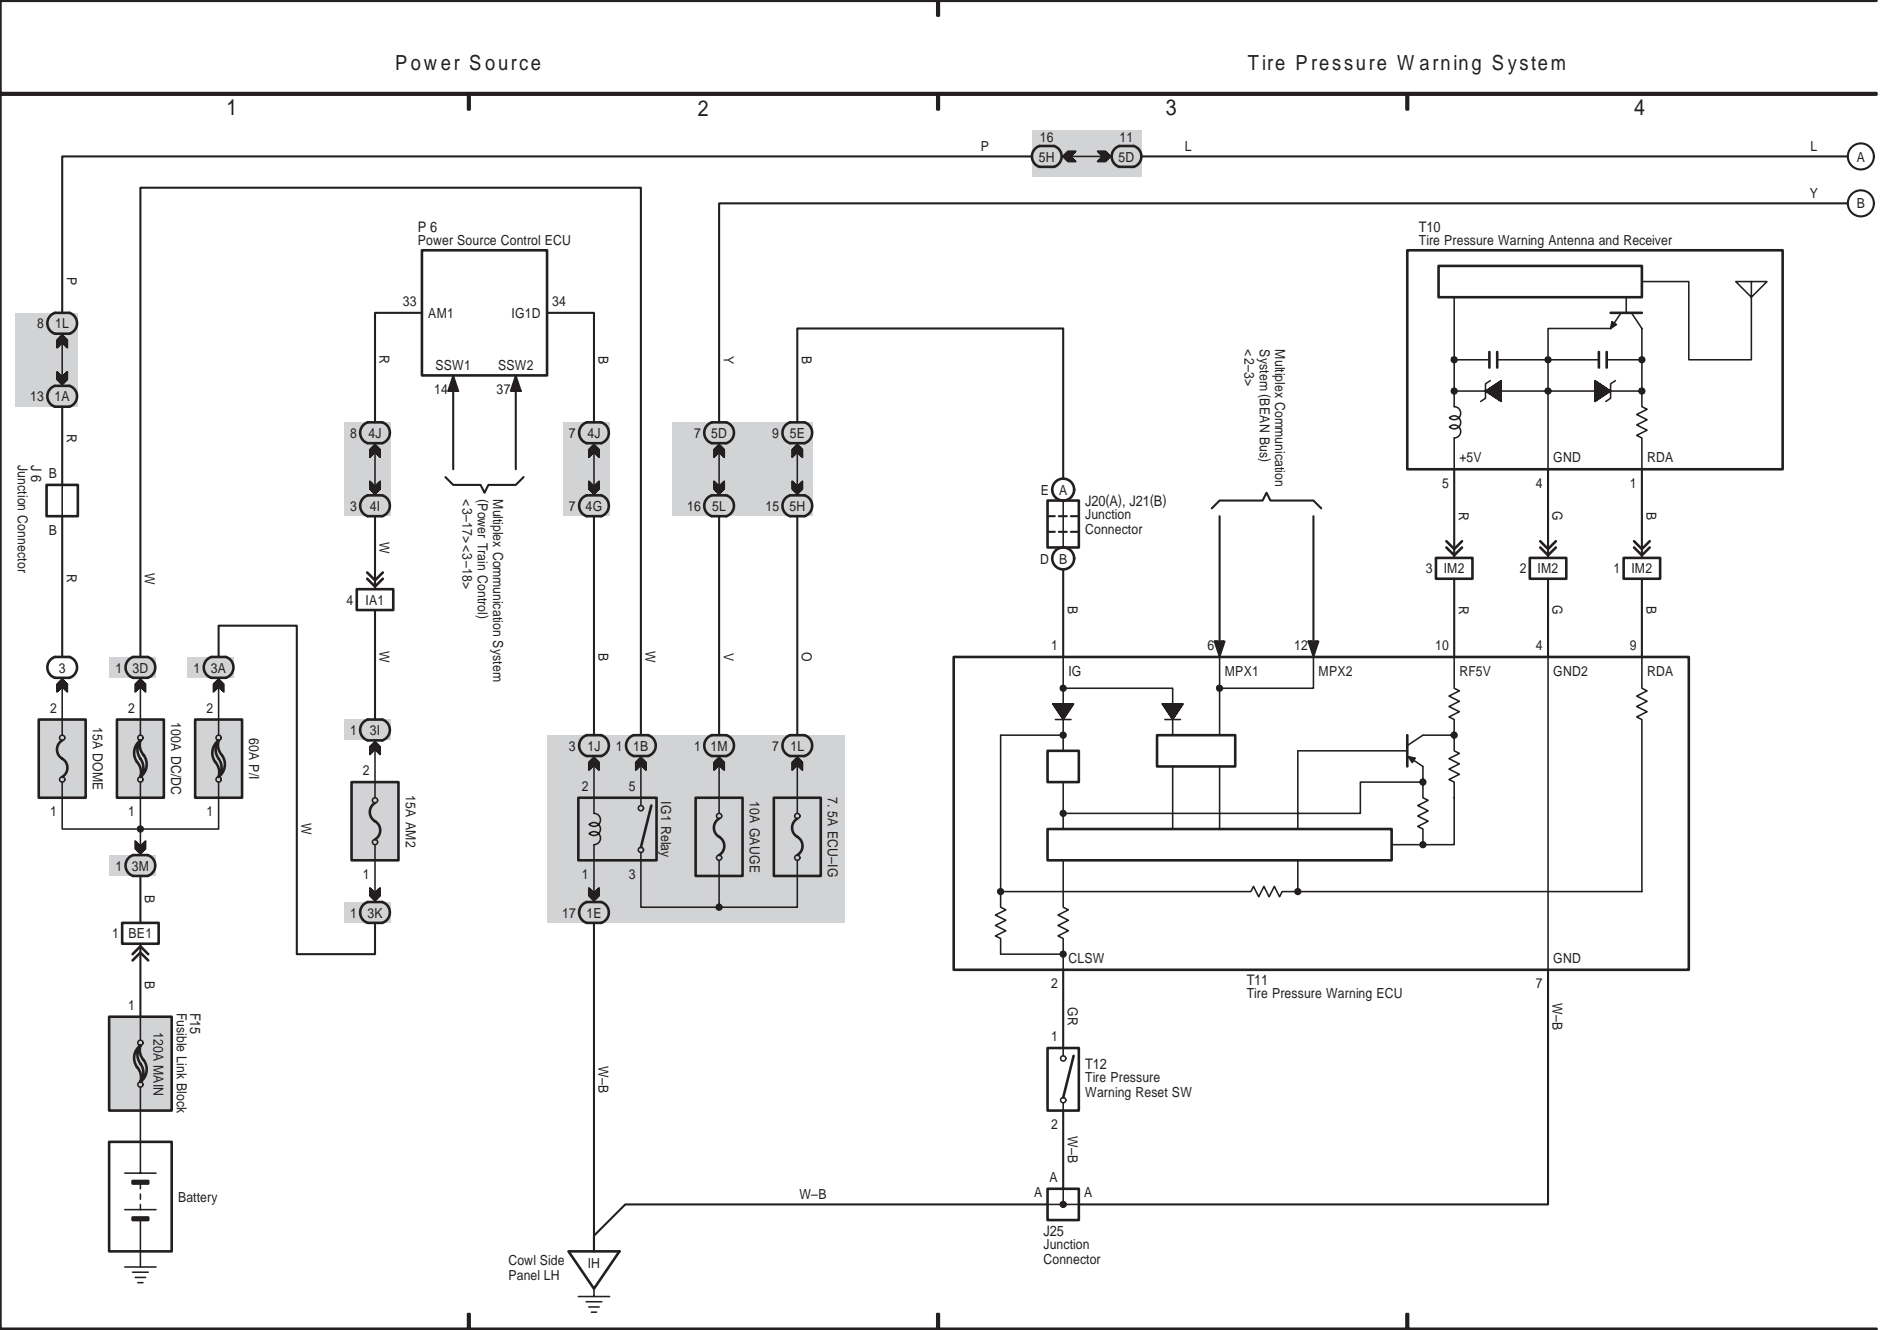 Power Source
Tire Pressure Warning System
1
2
3
4
P
16
5H
11
5D
L
L
A
Y
B
P
8
1L
13
1A
R
B
J 6
Junction Connector
B
R
W
3
2
15A DOME
1
1
3D
2
100A DC/DC
1
1
3A
2
60A P/I
1
1
3M
B
1
BE1
B
1
F15
Fusible Link Block
120A MAIN
Battery
W
P 6
Power Source Control ECU
33
AM1
IG1D
34
SSW1
SSW2
14
37
R
8
4J
3
4I
W
4
IA1
W
1
3I
2
15A AM2
1
1
3K
Multiplex Communication System
(Power Train Control)
<3–17><3–18>
B
7
4J
7
4G
B
W
3
1J
1
1B
2
5
IG1 Relay
1
3
17
1E
W–B
Y
7
5D
16
5L
V
1
1M
10A GAUGE
B
9
5E
15
5H
O
7
1L
7. 5A ECU–IG
W–B
Cowl Side
Panel LH
IH
E
A
J20(A), J21(B)
Junction
Connector
D
B
B
1
IG
Multiplex Communication
System (BEAN Bus)
<2–3>
6
MPX1
12
MPX2
T10
Tire Pressure Warning Antenna and Receiver
+5V
GND
RDA
5
4
1
R
G
B
3
IM2
2
IM2
1
IM2
R
G
B
10
4
9
RF5V
GND2
RDA
CLSW
GND
2
7
T11
Tire Pressure Warning ECU
GR
W–B
1
T12
Tire Pressure
Warning Reset SW
2
W–B
A
A
A
J25
Junction
Connector